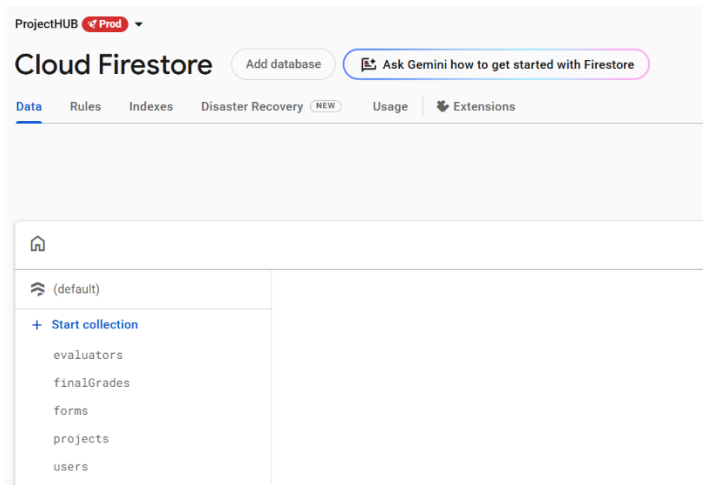 ProjectHUB Prod
Cloud Firestore Add database Ask Gemini how to get started with Firestore
Data Rules Indexes Disaster Recovery NEW Usage Extensions
(default)
+ Start collection
evaluators
finalGrades
forms
projects
users